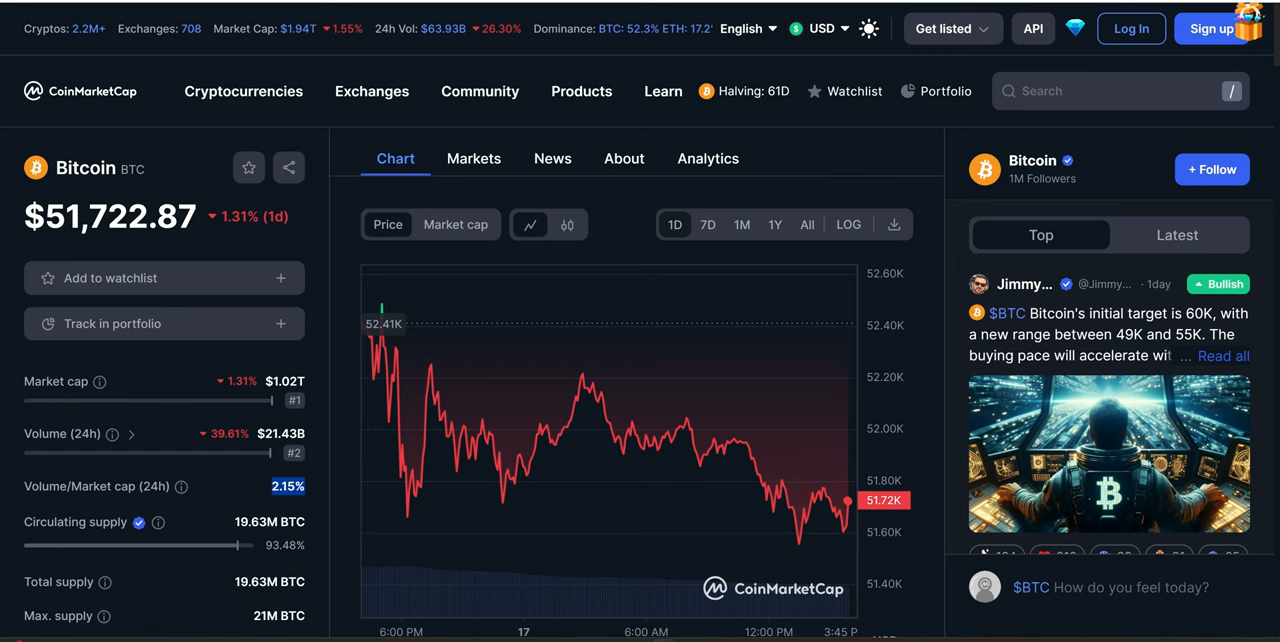 Cryptos: 2.2M+ Exchanges: 708 Market Cap: $1.94T 1.55% 24h Vol: $63.93B 26.30% Dominance: BTC: 52.3% ETH: 17.2 English USD Get listed API Log In Sign up
CoinMarketCap Cryptocurrencies Exchanges Community Products Learn Halving: 61D Watchlist Portfolio Search /
Bitcoin BTC
$51,722.87 1.31% (1d)
Add to watchlist +
Track in portfolio +
Market cap 1.31% $1.02T
#1
Volume (24h) 39.61% $21.43B
#2
Volume/Market cap (24h) 2.15%
Circulating supply 19.63M BTC
93.48%
Total supply 19.63M BTC
Max. supply 21M BTC
Chart Markets News About Analytics
Price Market cap 1D 7D 1M 1Y All LOG
52.60K
52.41K
52.40K
52.20K
52.00K
51.80K
51.72K
51.60K
51.40K
CoinMarketCap
6:00 PM 17 6:00 AM 12:00 PM 3:45 P
Bitcoin
1M Followers
+ Follow
Top Latest
Jimmy... @Jimmy... · 1day Bullish
$BTC Bitcoin's initial target is 60K, with
a new range between 49K and 55K. The
buying pace will accelerate wit ... Read all
$BTC How do you feel today?